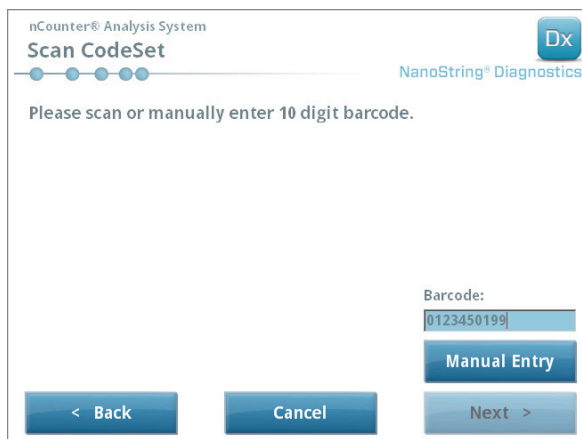 nCounter® Analysis System
Scan CodeSet
Dx
NanoString® Diagnostics
Please scan or manually enter 10 digit barcode.
Barcode:
0123450199
Manual Entry
< Back
Cancel
Next >